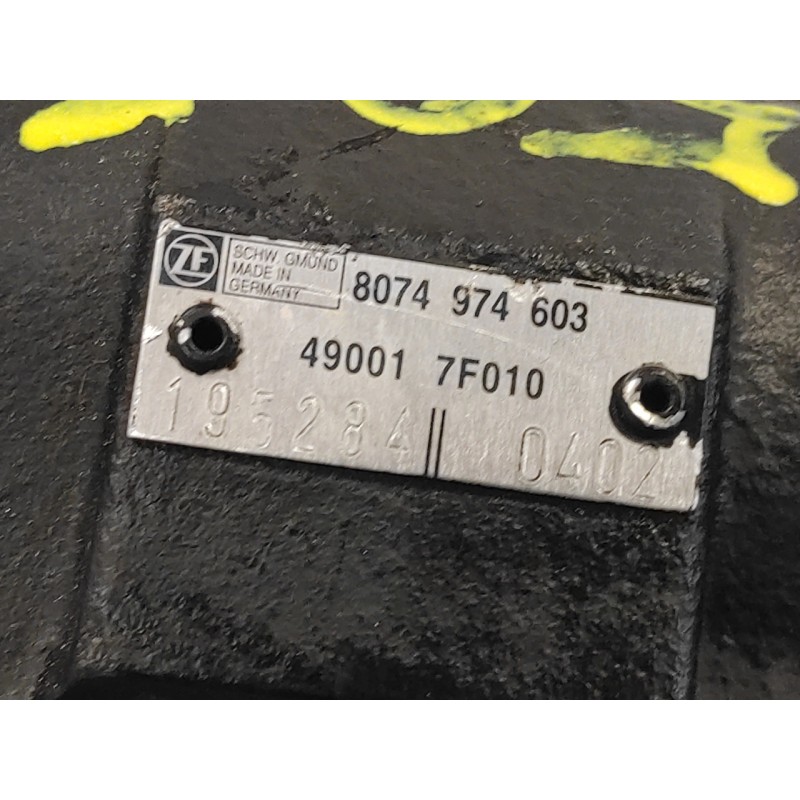 ZF
SCHW. GMÜND
MADE IN
GERMANY
8074 974 603
49001 7F010
195284 0402